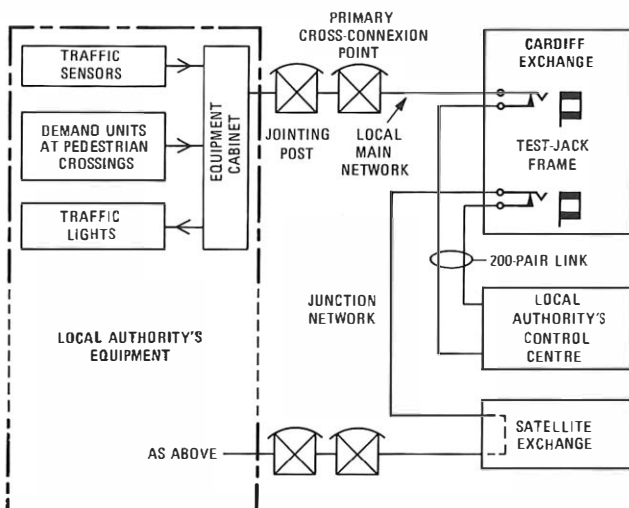 TRAFFIC
SENSORS
DEMAND UNITS
AT PEDESTRIAN
CROSSINGS
TRAFFIC
LIGHTS
EQUIPMENT
CABINET
LOCAL AUTHORITY'S
EQUIPMENT
PRIMARY
CROSS-CONNEXION
POINT
JOINTING
POST
LOCAL
MAIN
NETWORK
CARDIFF
EXCHANGE
TEST-JACK
FRAME
200-PAIR LINK
JUNCTION
NETWORK
LOCAL
AUTHORITY'S
CONTROL
CENTRE
AS ABOVE
SATELLITE
EXCHANGE